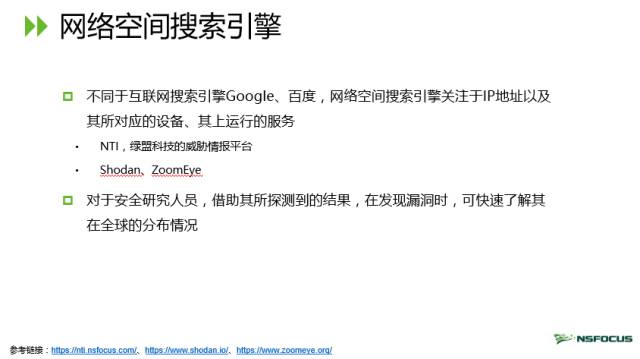 网络空间搜索引擎
不同于互联网搜索引擎Google、百度，网络空间搜索引擎关注于IP地址以及
其所对应的设备、其上运行的服务
• NTI，绿盟科技的威胁情报平台
• Shodan、ZoomEye
对于安全研究人员，借助其所探测到的结果，在发现漏洞时，可快速了解其
在全球的分布情况
NSFOCUS
参考链接：https://nti.nsfocus.com/、https://www.shodan.io/、https://www.zoomeye.org/